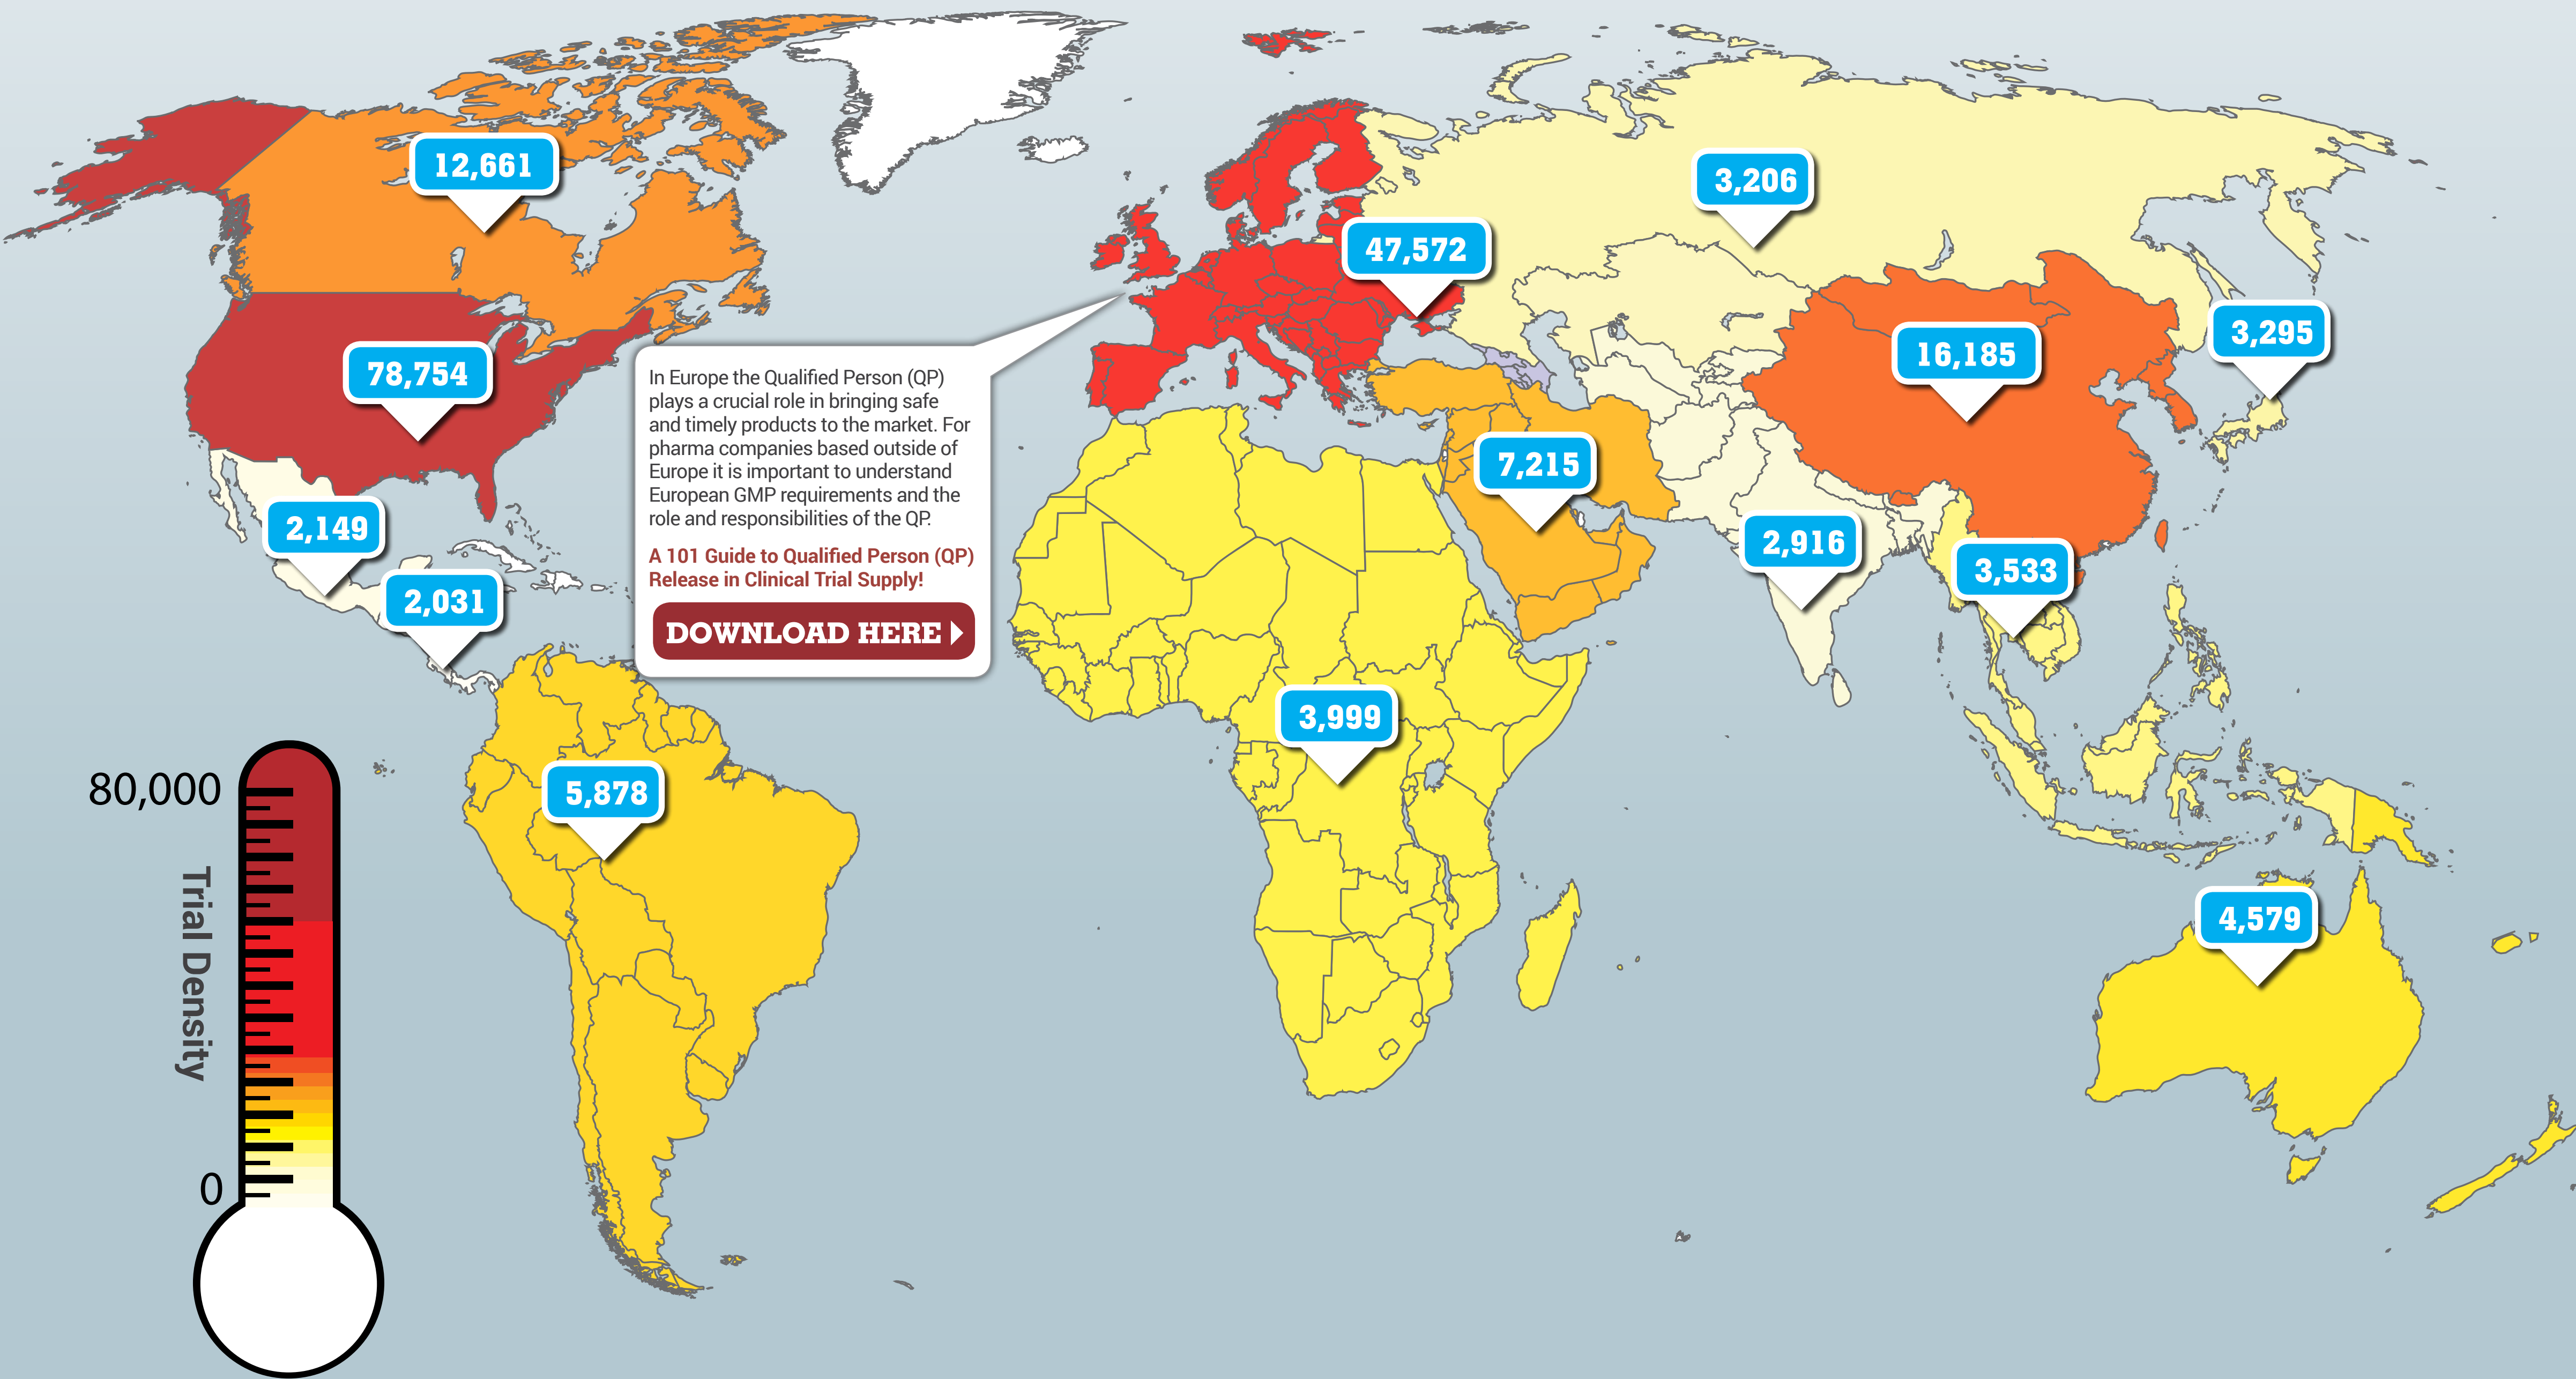 12,661
3,206
47,572
3,295
16,185
78,754
In Europe the Qualified Person (QP)
plays a crucial role in bringing safe
and timely products to the market. For
pharma companies based outside of
Europe it is important to understand
European GMP requirements and the
role and responsibilities of the QP.
A 101 Guide to Qualified Person (QP)
Release in Clinical Trial Supply!
DOWNLOAD HERE
7,215
2,149
2,916
3,533
2,031
3,999
5,878
4,579
80,000
Trial Density
0